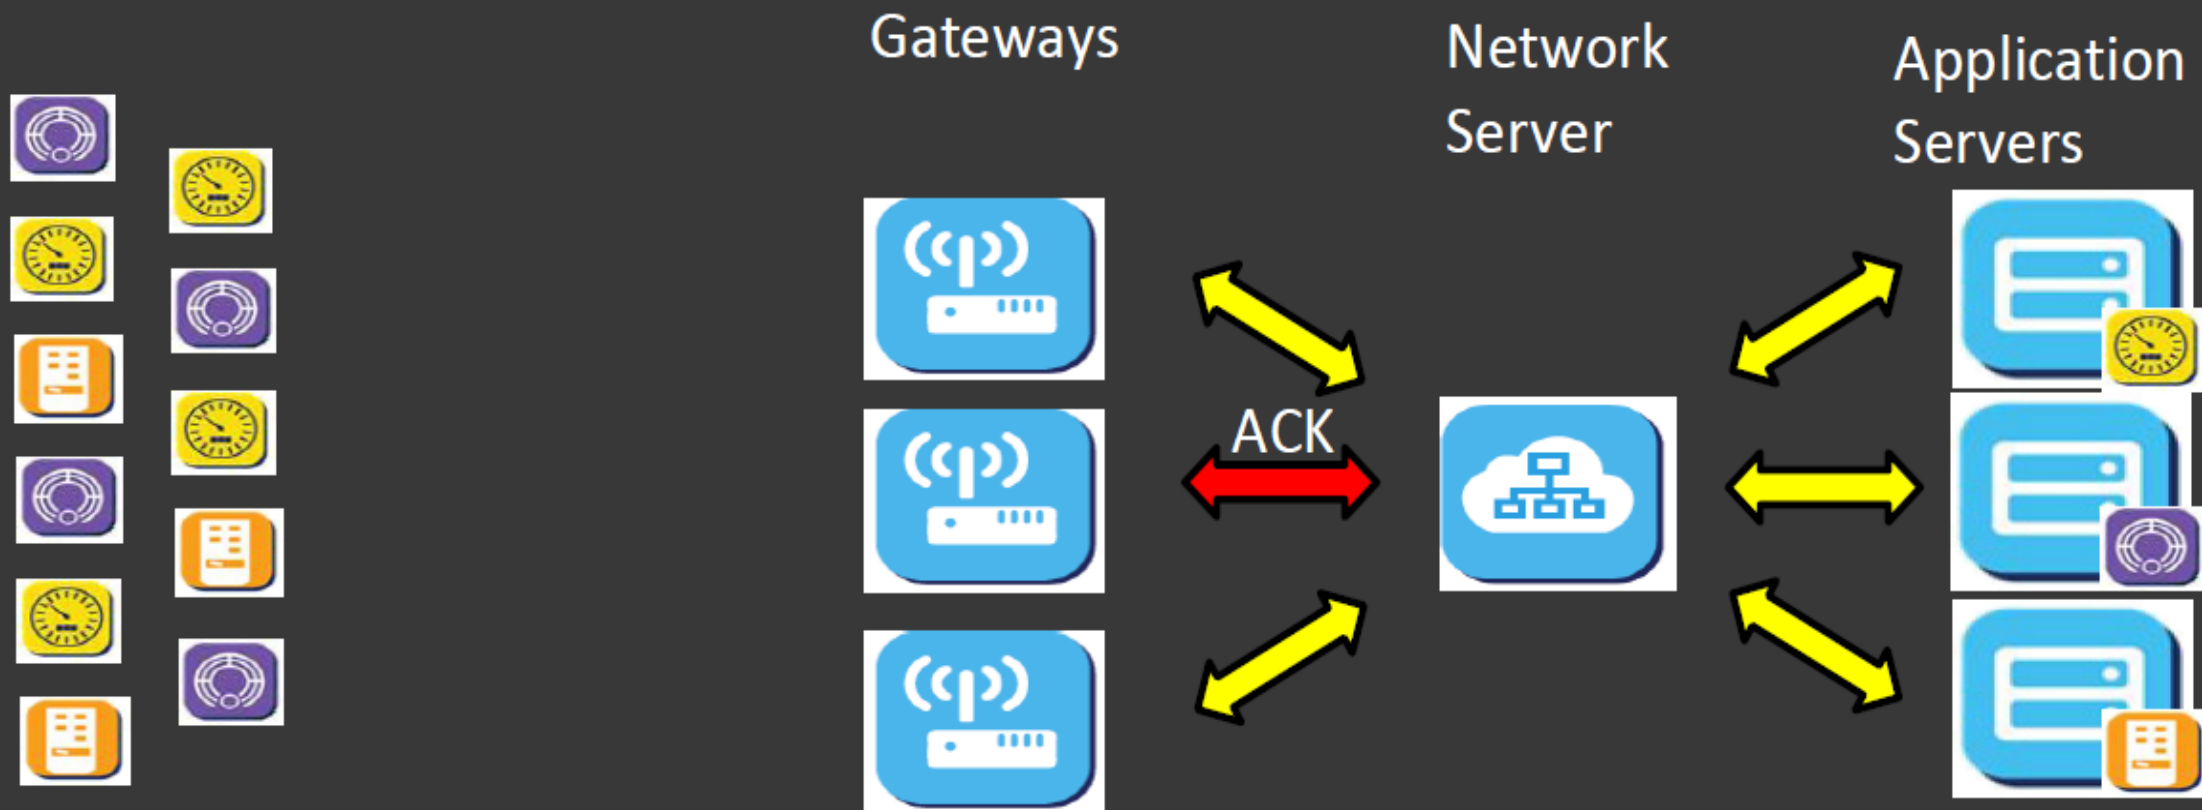 Gateways
Network
Server
Application
Servers
ACK